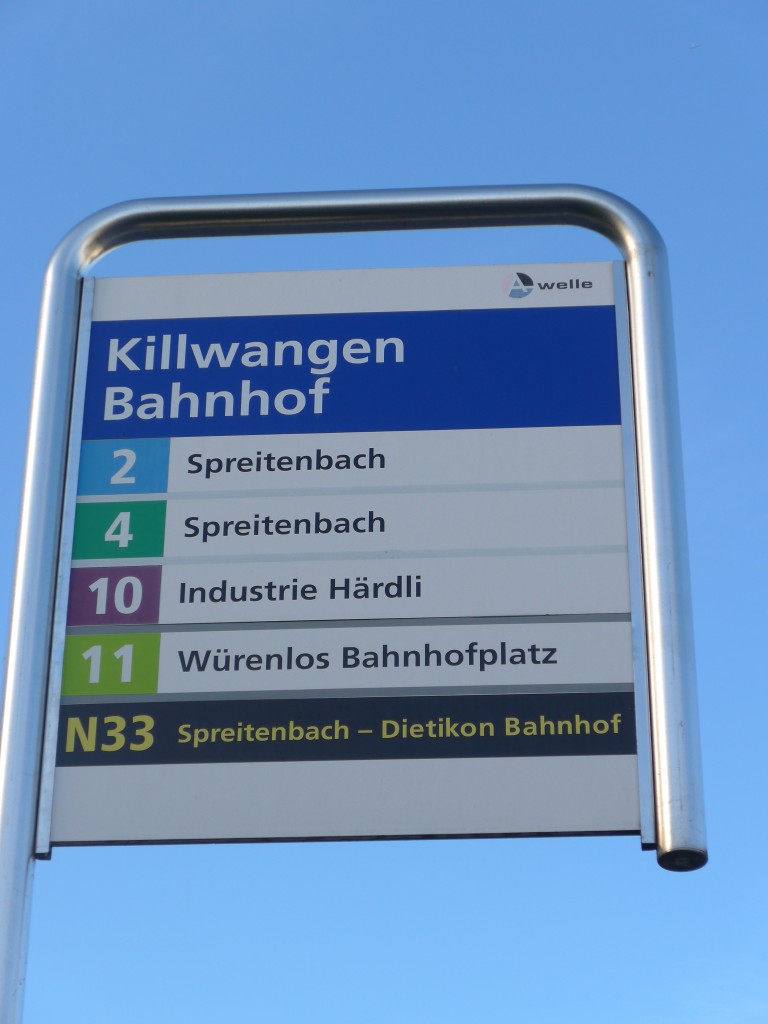 A welle
Killwangen
Bahnhof
2 Spreitenbach
4 Spreitenbach
10 Industrie Härdli
11 Würenlos Bahnhofplatz
N33 Spreitenbach – Dietikon Bahnhof